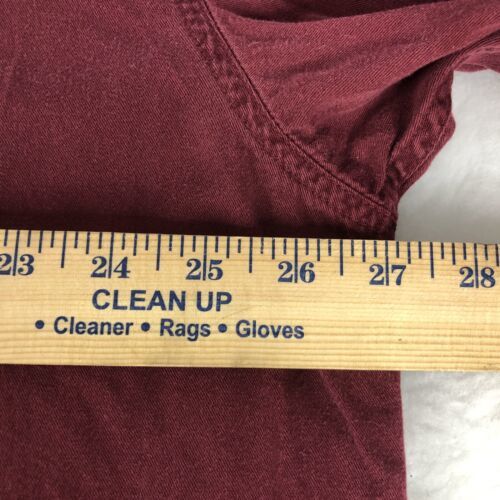 23 24 25 26 27 28
CLEAN UP
• Cleaner • Rags • Gloves